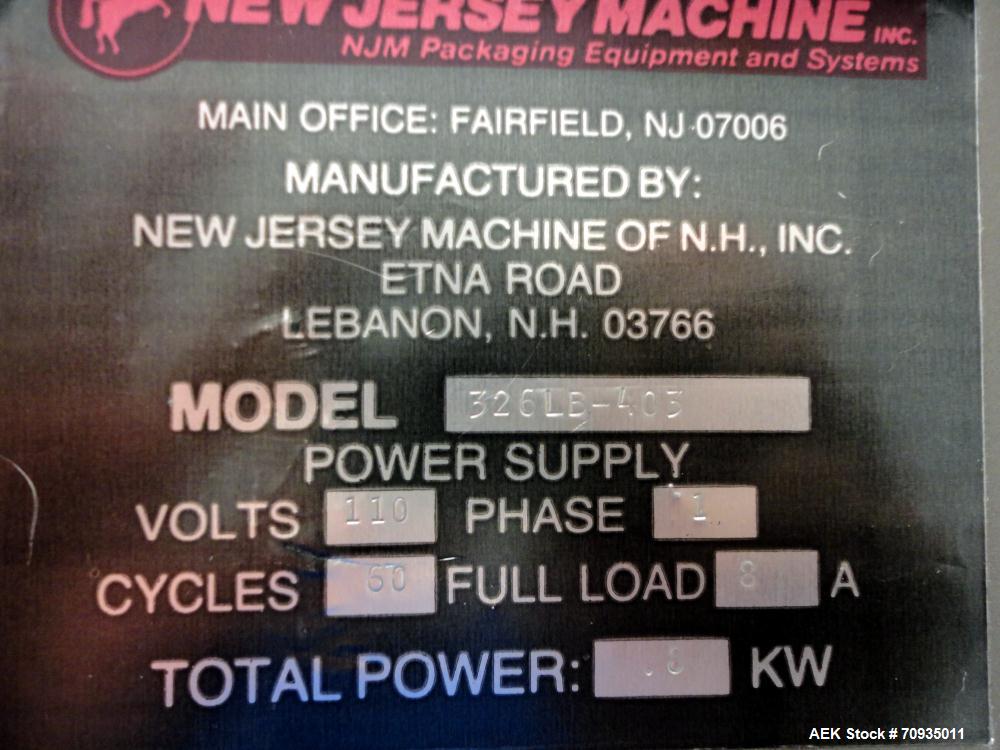 NEW JERSEY MACHINE INC.
NJM Packaging Equipment and Systems
MAIN OFFICE: FAIRFIELD, NJ 07006
MANUFACTURED BY:
NEW JERSEY MACHINE OF N.H., INC.
ETNA ROAD
LEBANON, N.H. 03766
MODEL 326LB-403
POWER SUPPLY
VOLTS 110 PHASE 1
CYCLES 60 FULL LOAD 8 A
TOTAL POWER: .8 KW
AEK Stock # 70935011